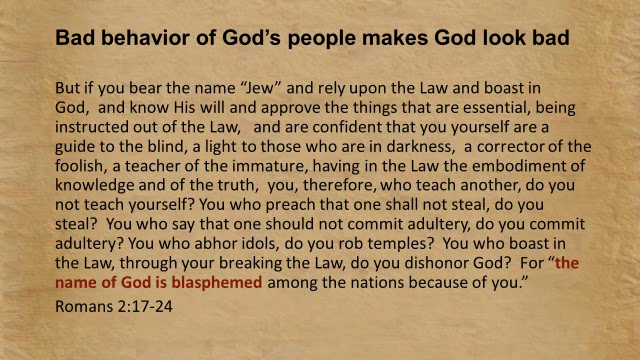 Bad behavior of God’s people makes God look bad
But if you bear the name “Jew” and rely upon the Law and boast in
God,  and know His will and approve the things that are essential, being
instructed out of the Law,   and are confident that you yourself are a
guide to the blind, a light to those who are in darkness,  a corrector of the
foolish, a teacher of the immature, having in the Law the embodiment of
knowledge and of the truth,  you, therefore, who teach another, do you
not teach yourself? You who preach that one shall not steal, do you
steal?  You who say that one should not commit adultery, do you commit
adultery? You who abhor idols, do you rob temples?  You who boast in
the Law, through your breaking the Law, do you dishonor God?  For “the
name of God is blasphemed among the nations because of you.”
Romans 2:17-24